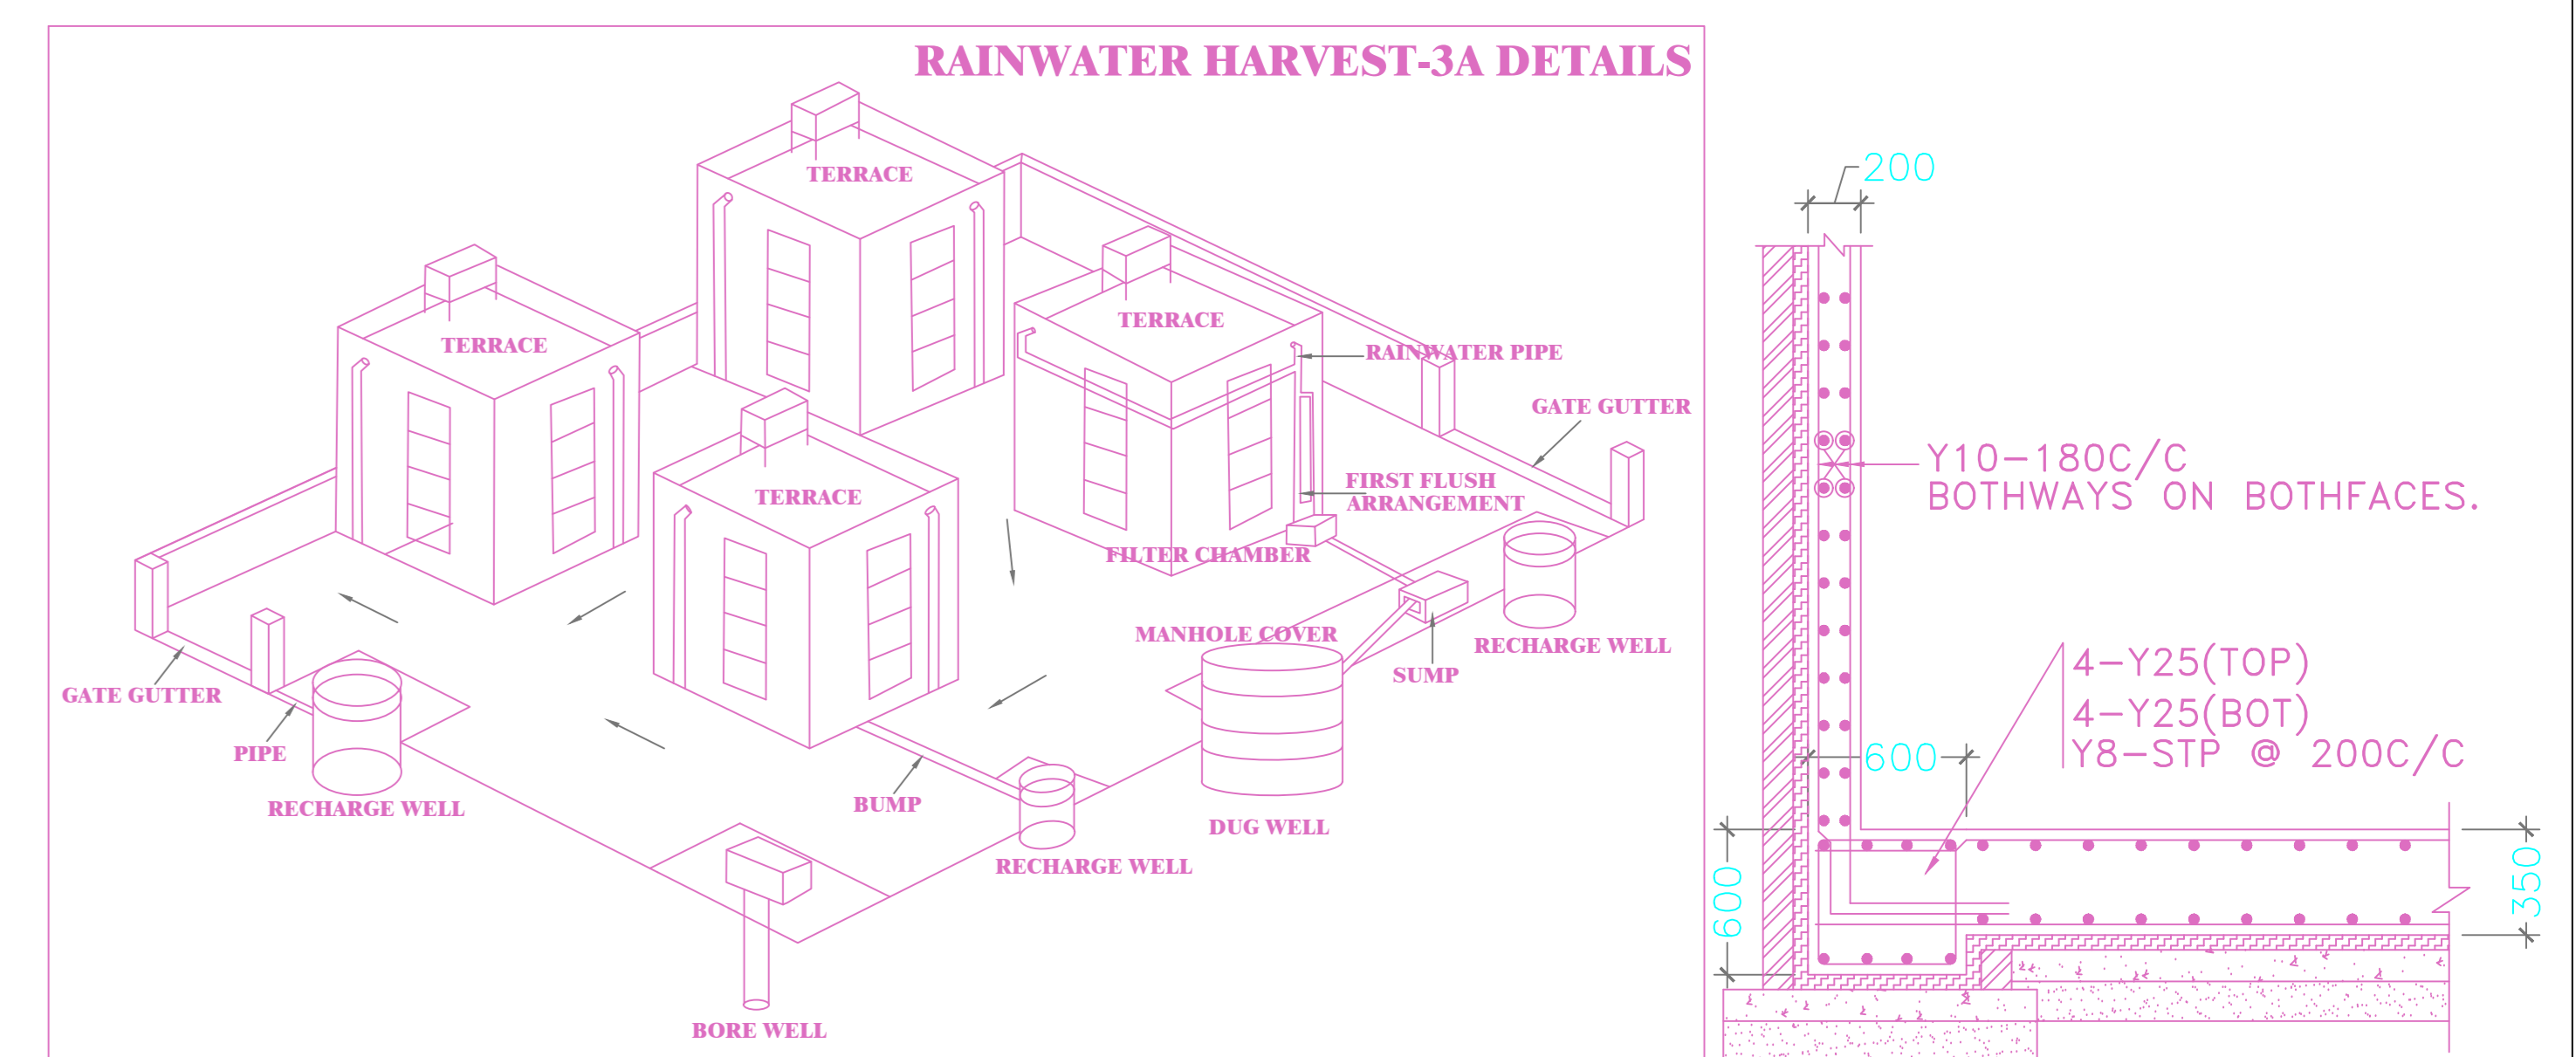 RAINWATER HARVEST-3A DETAILS
TERRACE
TERRACE
TERRACE
TERRACE
RAINWATER PIPE
GATE GUTTER
FIRST FLUSH
ARRANGEMENT
FILTER CHAMBER
MANHOLE COVER
RECHARGE WELL
SUMP
GATE GUTTER
PIPE
RECHARGE WELL
BUMP
DUG WELL
RECHARGE WELL
BORE WELL
200
Y10-180C/C
BOTHWAYS ON BOTHFACES.
4-Y25(TOP)
4-Y25(BOT)
Y8-STP @ 200C/C
600
600
350